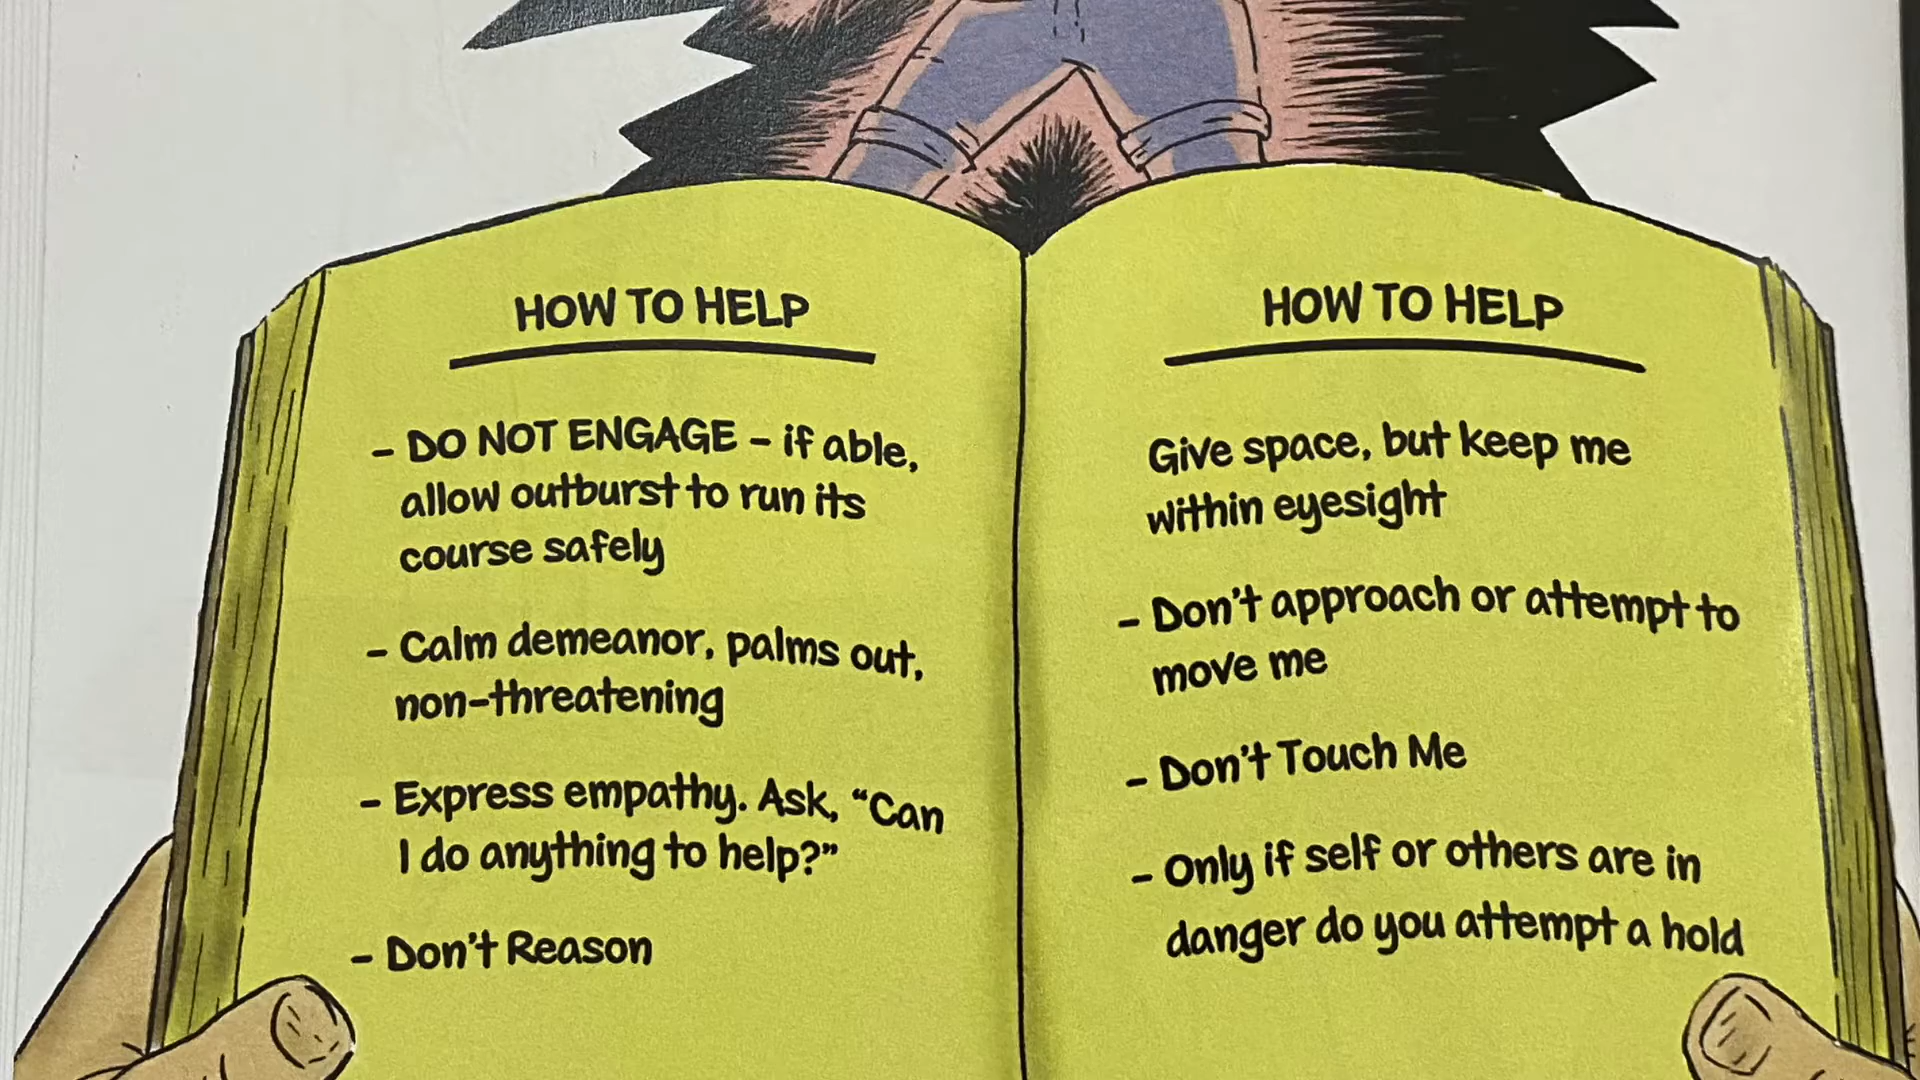 HOW TO HELP
- DO NOT ENGAGE - if able,
allow outburst to run its
course safely
- Calm demeanor, palms out,
non-threatening
- Express empathy. Ask, “Can
I do anything to help?”
- Don't Reason
HOW TO HELP
Give space, but keep me
within eyesight
- Don't approach or attempt to
move me
- Don't Touch Me
- Only if self or others are in
danger do you attempt a hold